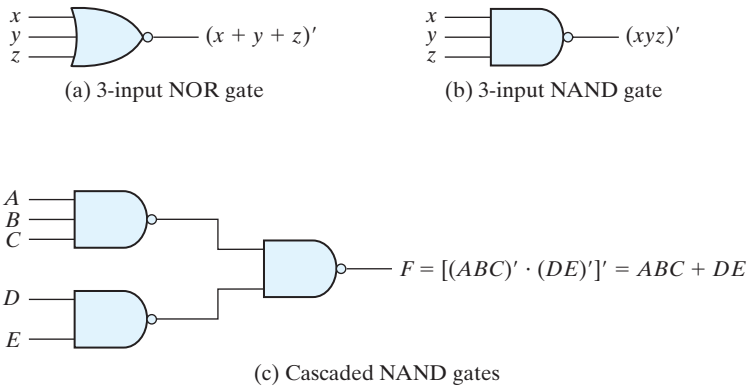 x
y
z
(x + y + z)′
(a) 3-input NOR gate
x
y
z
(xyz)′
(b) 3-input NAND gate
A
B
C
D
E
F = [(ABC)′ · (DE)′]′ = ABC + DE
(c) Cascaded NAND gates